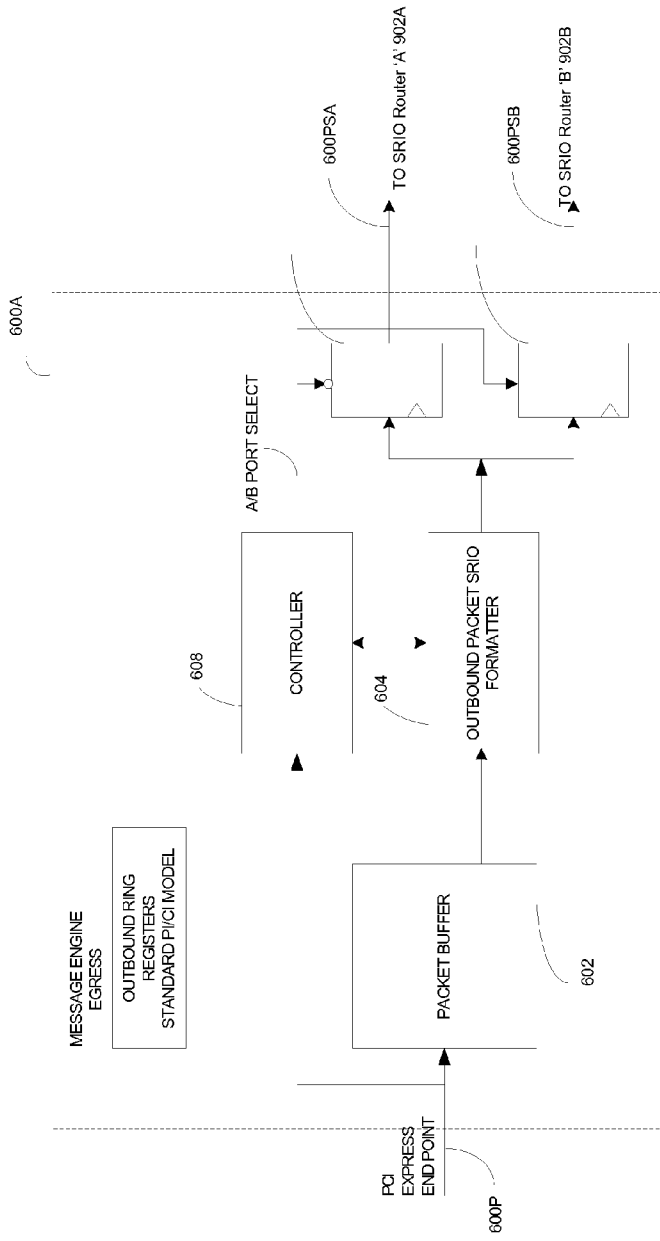 600A
MESSAGE ENGINE
EGRESS
OUTBOUND RING
REGISTERS
STANDARD PI/CI MODEL
608
CONTROLLER
A/B PORT SELECT
600PSA
TO SRIO Router 'A' 902A
604
PCI
EXPRESS
END POINT
600P
PACKET BUFFER
602
OUTBOUND PACKET SRIO
FORMATTER
600PSB
TO SRIO Router 'B' 902B